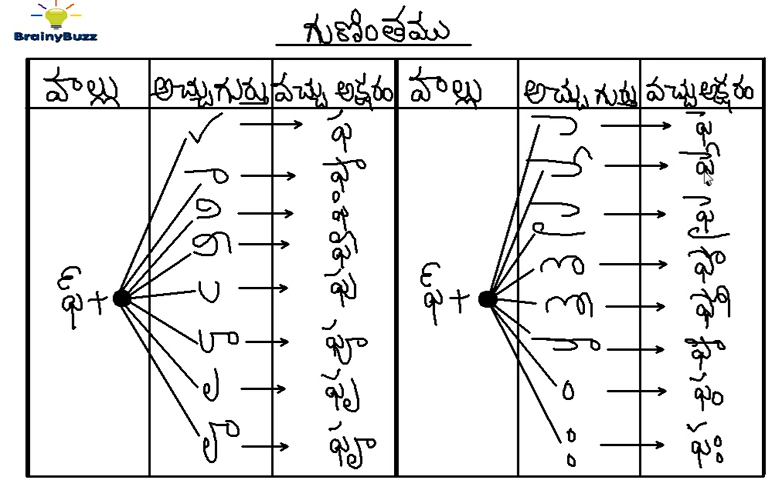 BrainyBuzz
గుణింతము
హల్లు అచ్చు గుర్తు వచ్చు అక్షరం హల్లు అచ్చు గుర్తు వచ్చు అక్షరం
ఫ్ +
✓ → ఫ
ా → ఫా
ి → ఫి
ీ → ఫీ
ు → ఫు
ూ → ఫూ
ృ → ఫృ
ౄ → ఫౄ
ఫ్ +
ె → ఫె
ే → ఫే
ై → ఫై
ొ → ఫొ
ో → ఫో
ౌ → ఫౌ
ం → ఫం
ః → ఫః